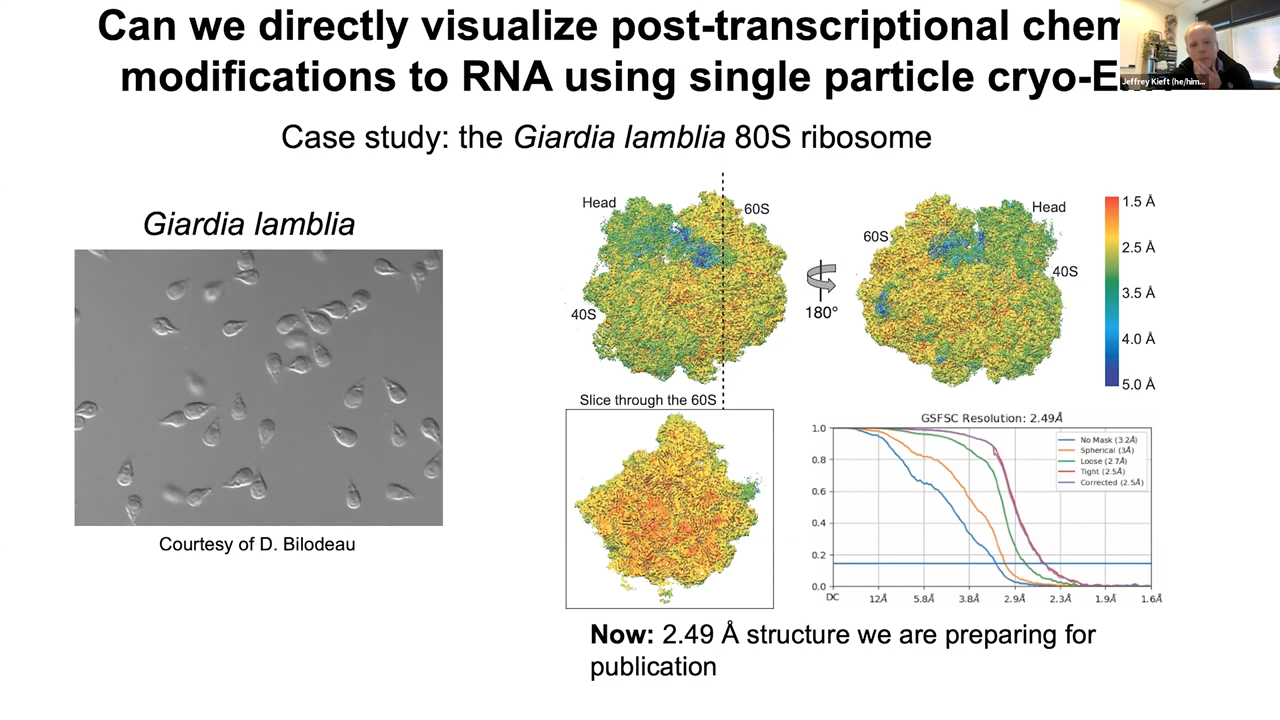 Can we directly visualize post-transcriptional chem
modifications to RNA using single particle cryo-E
Jeffrey Kieft (he/him...
Case study: the Giardia lamblia 80S ribosome
Giardia lamblia
Courtesy of D. Bilodeau
Head
60S
40S
180°
60S
Head
40S
1.5 Å
2.5 Å
3.5 Å
4.0 Å
5.0 Å
Slice through the 60S
GSFSC Resolution: 2.49Å
1.0
0.8
0.6
0.4
0.2
0.0
No Mask (3.2Å)
Spherical (3Å)
Loose (2.7Å)
Tight (2.5Å)
Corrected (2.5Å)
DC 12Å 5.8Å 3.8Å 2.9Å 2.3Å 1.9Å 1.6Å
Now: 2.49 Å structure we are preparing for
publication